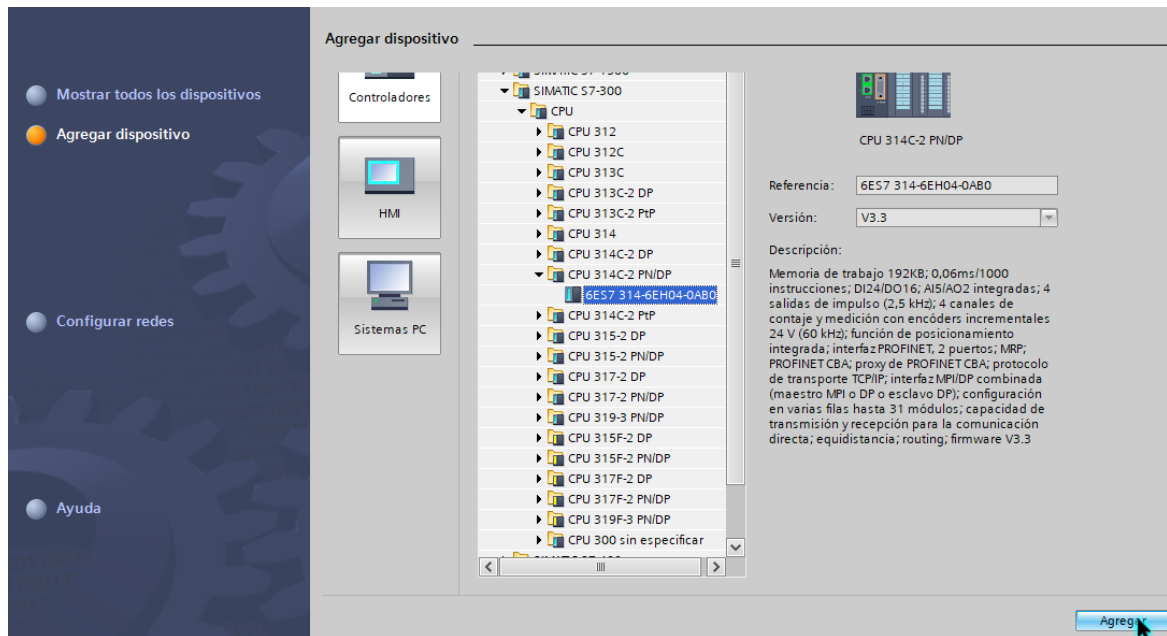 Agregar dispositivo
Mostrar todos los dispositivos
Agregar dispositivo
Configurar redes
Ayuda
Controladores
HMI
Sistemas PC
SIMATIC S7-300
CPU
CPU 312
CPU 312C
CPU 313C
CPU 313C-2 DP
CPU 313C-2 PtP
CPU 314
CPU 314C-2 DP
CPU 314C-2 PN/DP
6ES7 314-6EH04-0AB0
CPU 314C-2 PtP
CPU 315-2 DP
CPU 315-2 PN/DP
CPU 317-2 DP
CPU 317-2 PN/DP
CPU 319-3 PN/DP
CPU 315F-2 DP
CPU 315F-2 PN/DP
CPU 317F-2 DP
CPU 317F-2 PN/DP
CPU 319F-3 PN/DP
CPU 300 sin especificar
CPU 314C-2 PN/DP
Referencia: 6ES7 314-6EH04-0AB0
Versión: V3.3
Descripción:
Memoria de trabajo 192KB; 0,06ms/1000
instrucciones; DI24/DO16; AI5/AO2 integradas; 4
salidas de impulso (2,5 kHz); 4 canales de
contaje y medición con encóders incrementales
24 V (60 kHz); función de posicionamiento
integrada; interfaz PROFINET, 2 puertos; MRP;
PROFINET CBA; proxy de PROFINET CBA; protocolo
de transporte TCP/IP; interfaz MPI/DP combinada
(maestro MPI o DP o esclavo DP); configuración
en varias filas hasta 31 módulos; capacidad de
transmisión y recepción para la comunicación
directa; equidistancia; routing; firmware V3.3
Agregar